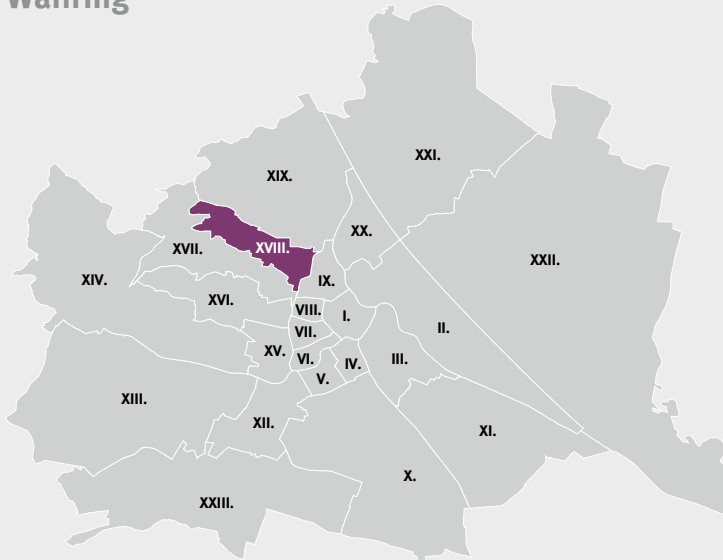 Währing
XXI.
XIX.
XX.
XVIII.
XVII.
XXII.
XIV.
IX.
XVI.
VIII.
I.
II.
VII.
XV.
VI.
IV.
III.
V.
XIII.
XII.
XI.
X.
XXIII.